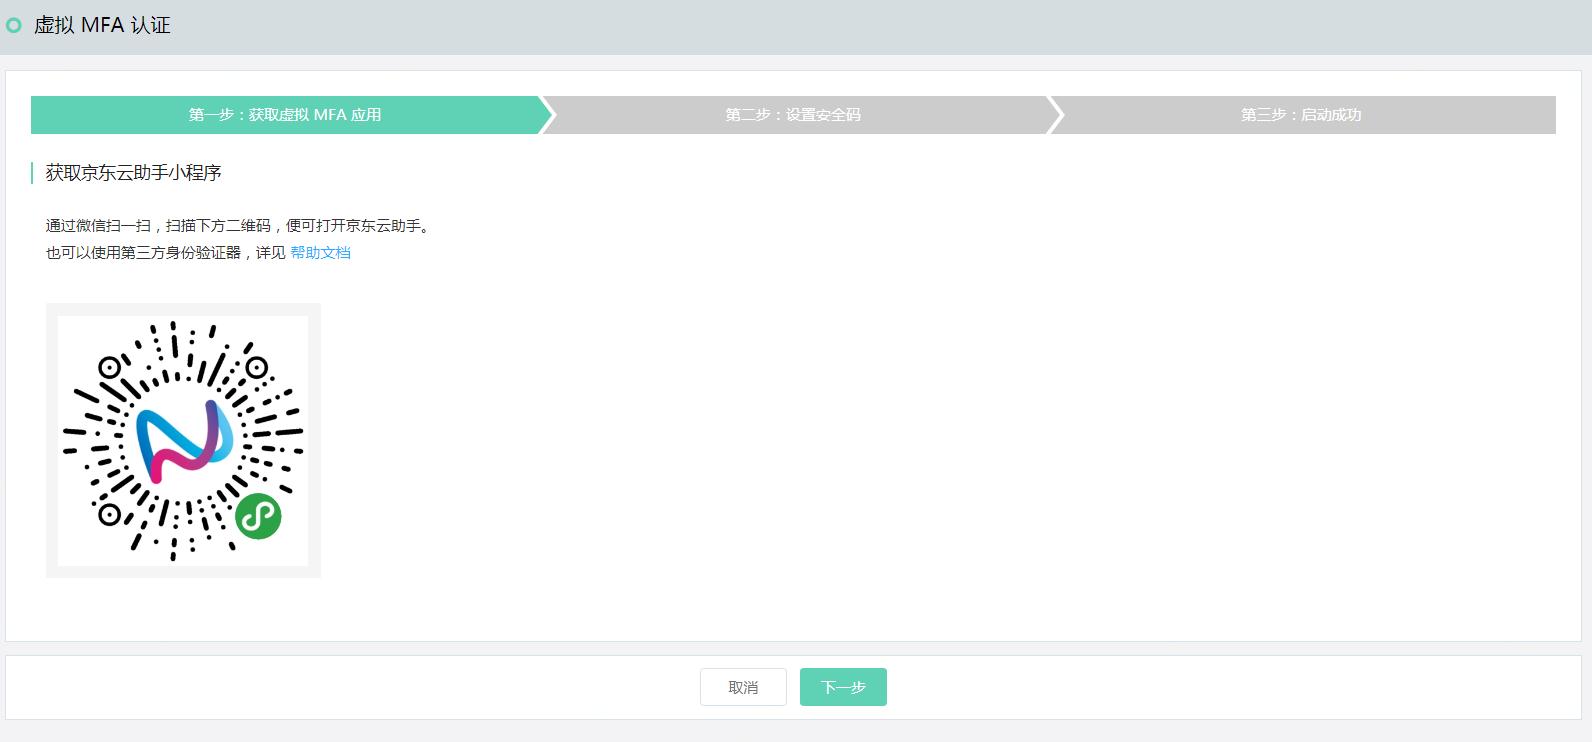 虚拟 MFA 认证
第一步：获取虚拟 MFA 应用
第二步：设置安全码
第三步：启动成功
获取京东云助手小程序
通过微信扫一扫，扫描下方二维码，便可打开京东云助手。
也可以使用第三方身份验证器，详见 帮助文档
取消
下一步